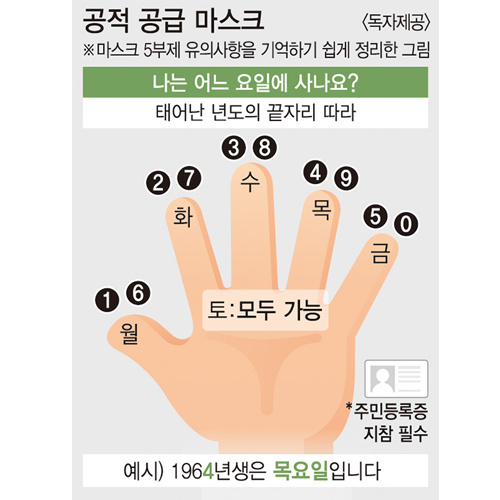 공적 공급 마스크 〈독자제공〉
※마스크 5부제 유의사항을 기억하기 쉽게 정리한 그림
나는 어느 요일에 사나요?
태어난 년도의 끝자리 따라
1 6
월
2 7
화
3 8
수
4 9
목
5 0
금
토:모두 가능
*주민등록증
지참 필수
예시) 1964년생은 목요일입니다